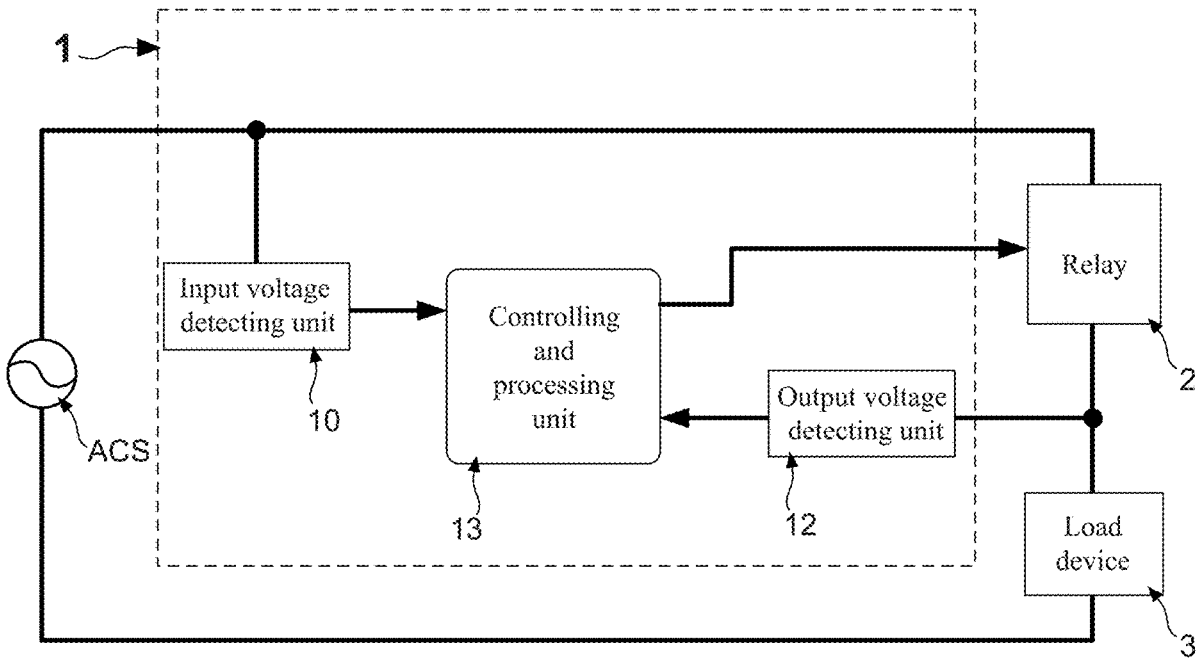 1
Relay
Input voltage
detecting unit
Controlling
and
processing
unit
2
10
Output voltage
detecting unit
ACS
13
12
Load
device
3